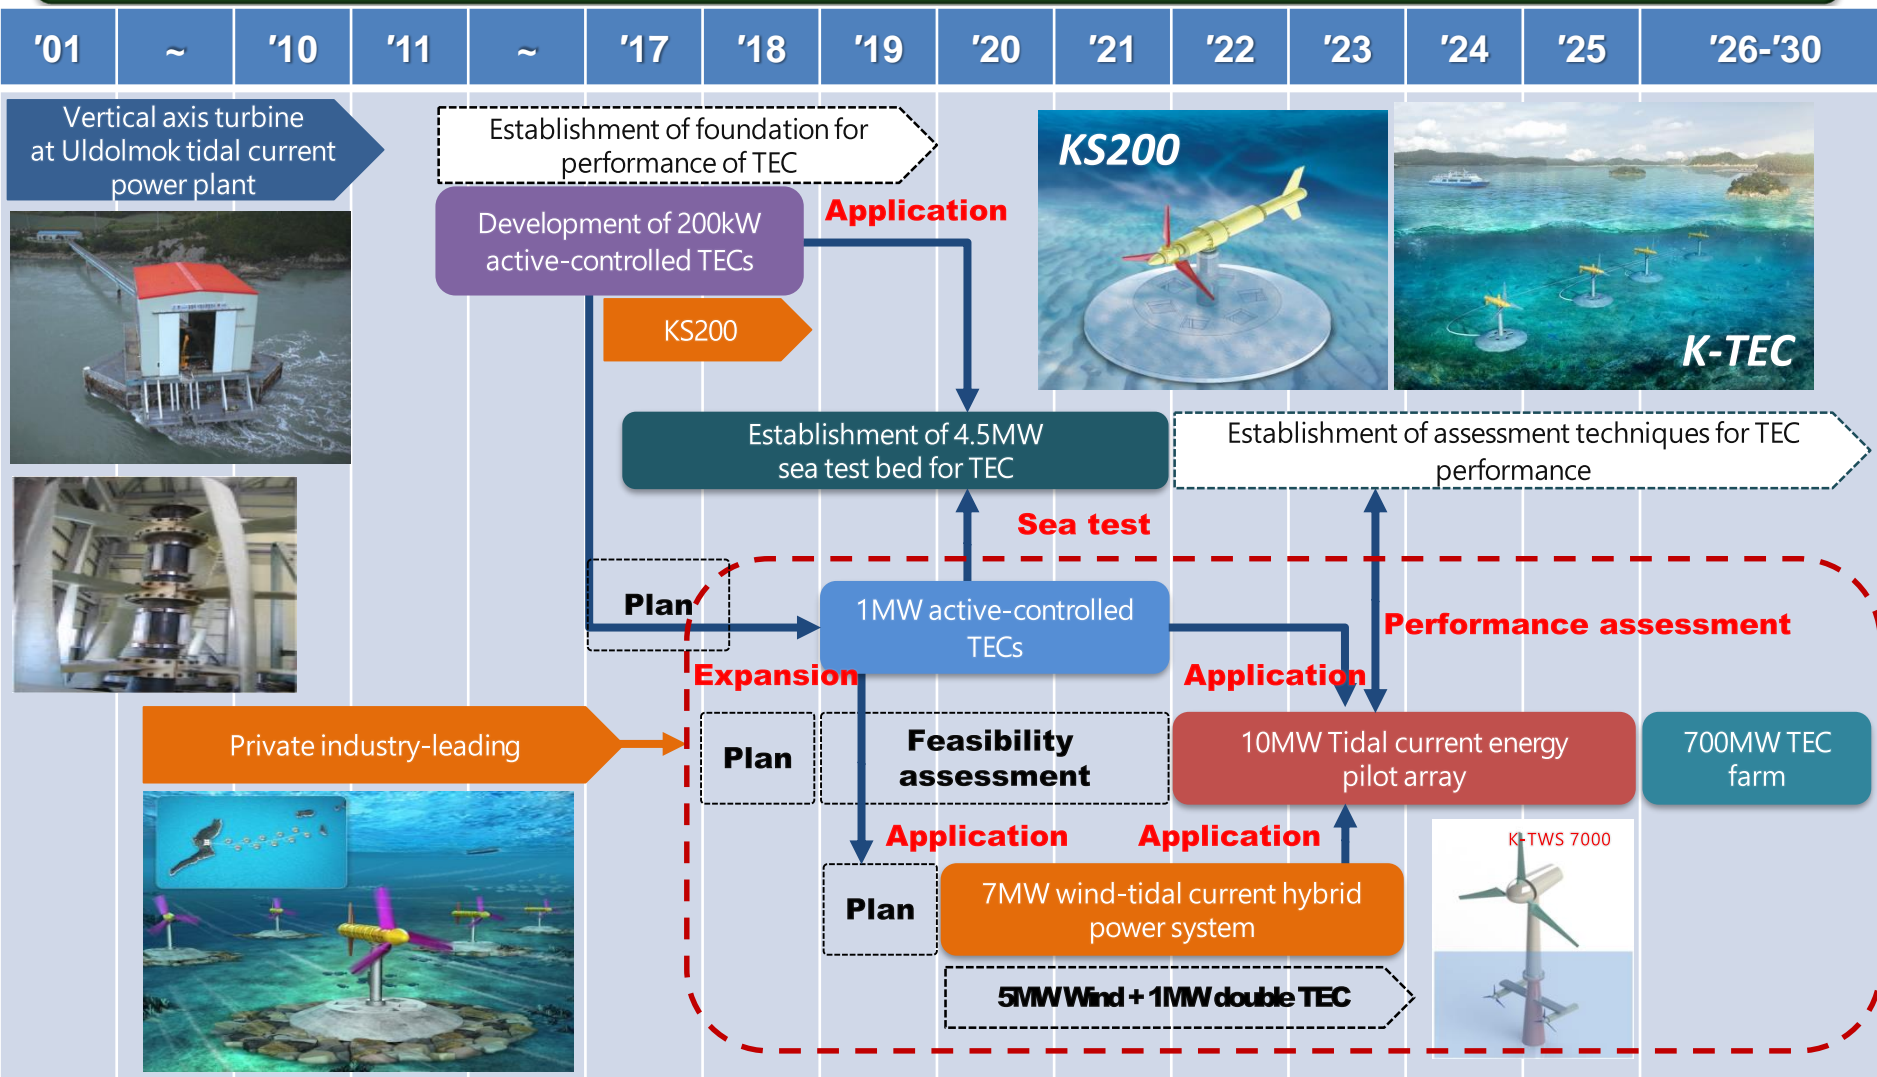 '01 ~ '10 '11 ~ '17 '18 '19 '20 '21 '22 '23 '24 '25 '26-'30
Vertical axis turbine
at Uldolmok tidal current
power plant
Establishment of foundation for
performance of TEC
Development of 200kW
active-controlled TECs
Application
KS200
KS200
K-TEC
Establishment of 4.5MW
sea test bed for TEC
Establishment of assessment techniques for TEC
performance
Sea test
Plan
1MW active-controlled
TECs
Performance assessment
Expansion
Application
Private industry-leading
Plan
Feasibility
assessment
10MW Tidal current energy
pilot array
700MW TEC
farm
Application
Application
K-TWS 7000
Plan
7MW wind-tidal current hybrid
power system
5MW Wind + 1MW double TEC